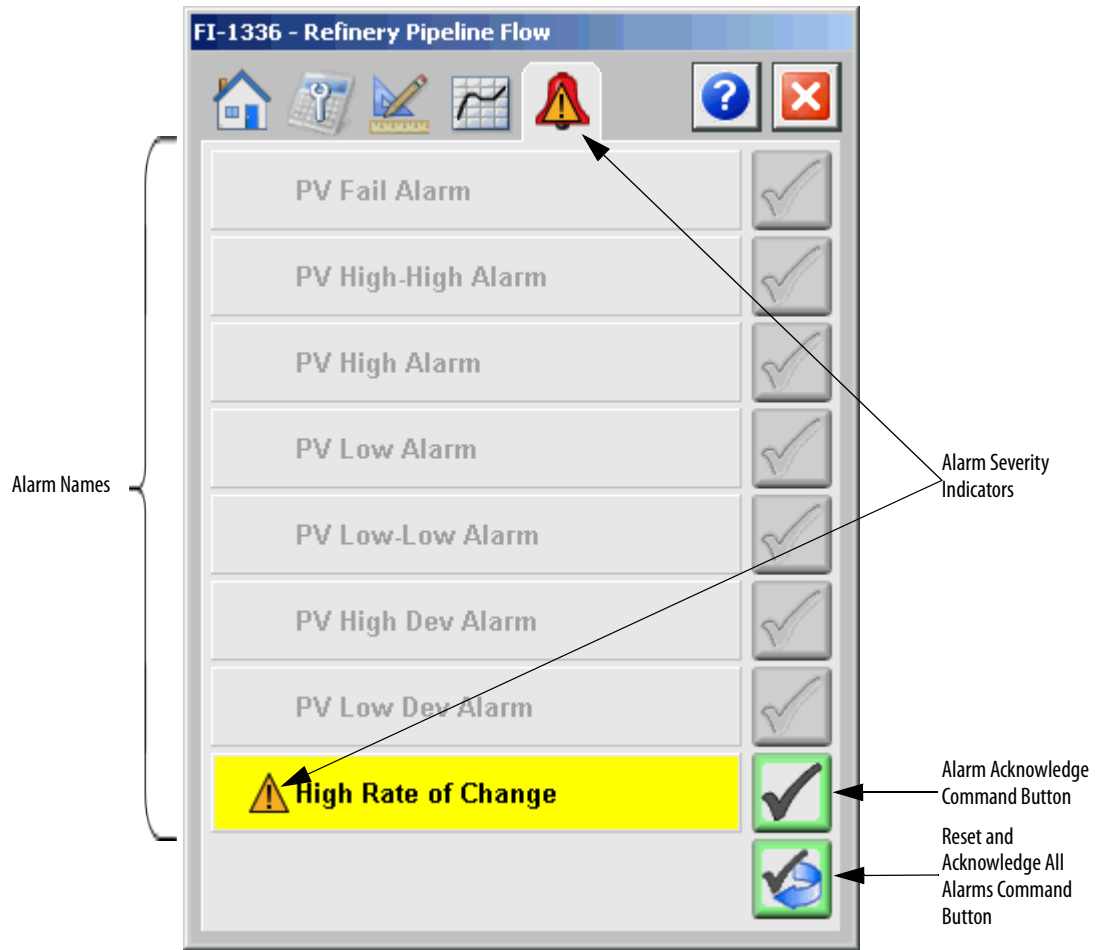 FI-1336 - Refinery Pipeline Flow
?
PV Fail Alarm
PV High-High Alarm
PV High Alarm
PV Low Alarm
PV Low-Low Alarm
PV High Dev Alarm
PV Low Dev Alarm
High Rate of Change
Alarm Names
Alarm Severity
Indicators
Alarm Acknowledge
Command Button
Reset and
Acknowledge All
Alarms Command
Button